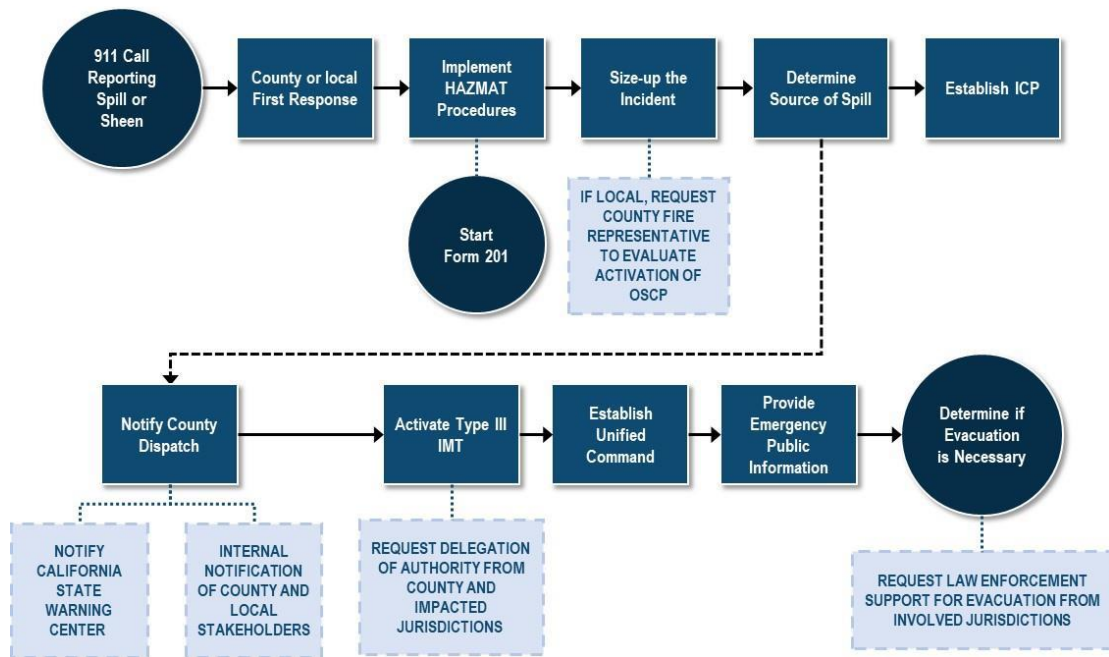 911 Call
Reporting
Spill or
Sheen
County or local
First Response
Implement
HAZMAT
Procedures
Size-up the
Incident
Determine
Source of Spill
Establish ICP
Start
Form 201
IF LOCAL, REQUEST
COUNTY FIRE
REPRESENTATIVE
TO EVALUATE
ACTIVATION OF
OSCP
Notify County
Dispatch
Activate Type III
IMT
Establish
Unified
Command
Provide
Emergency
Public
Information
Determine if
Evacuation
is Necessary
NOTIFY
CALIFORNIA
STATE
WARNING
CENTER
INTERNAL
NOTIFICATION
OF COUNTY AND
LOCAL
STAKEHOLDERS
REQUEST DELEGATION
OF AUTHORITY FROM
COUNTY AND
IMPACTED
JURISDICTIONS
REQUEST LAW ENFORCEMENT
SUPPORT FOR EVACUATION FROM
INVOLVED JURISDICTIONS